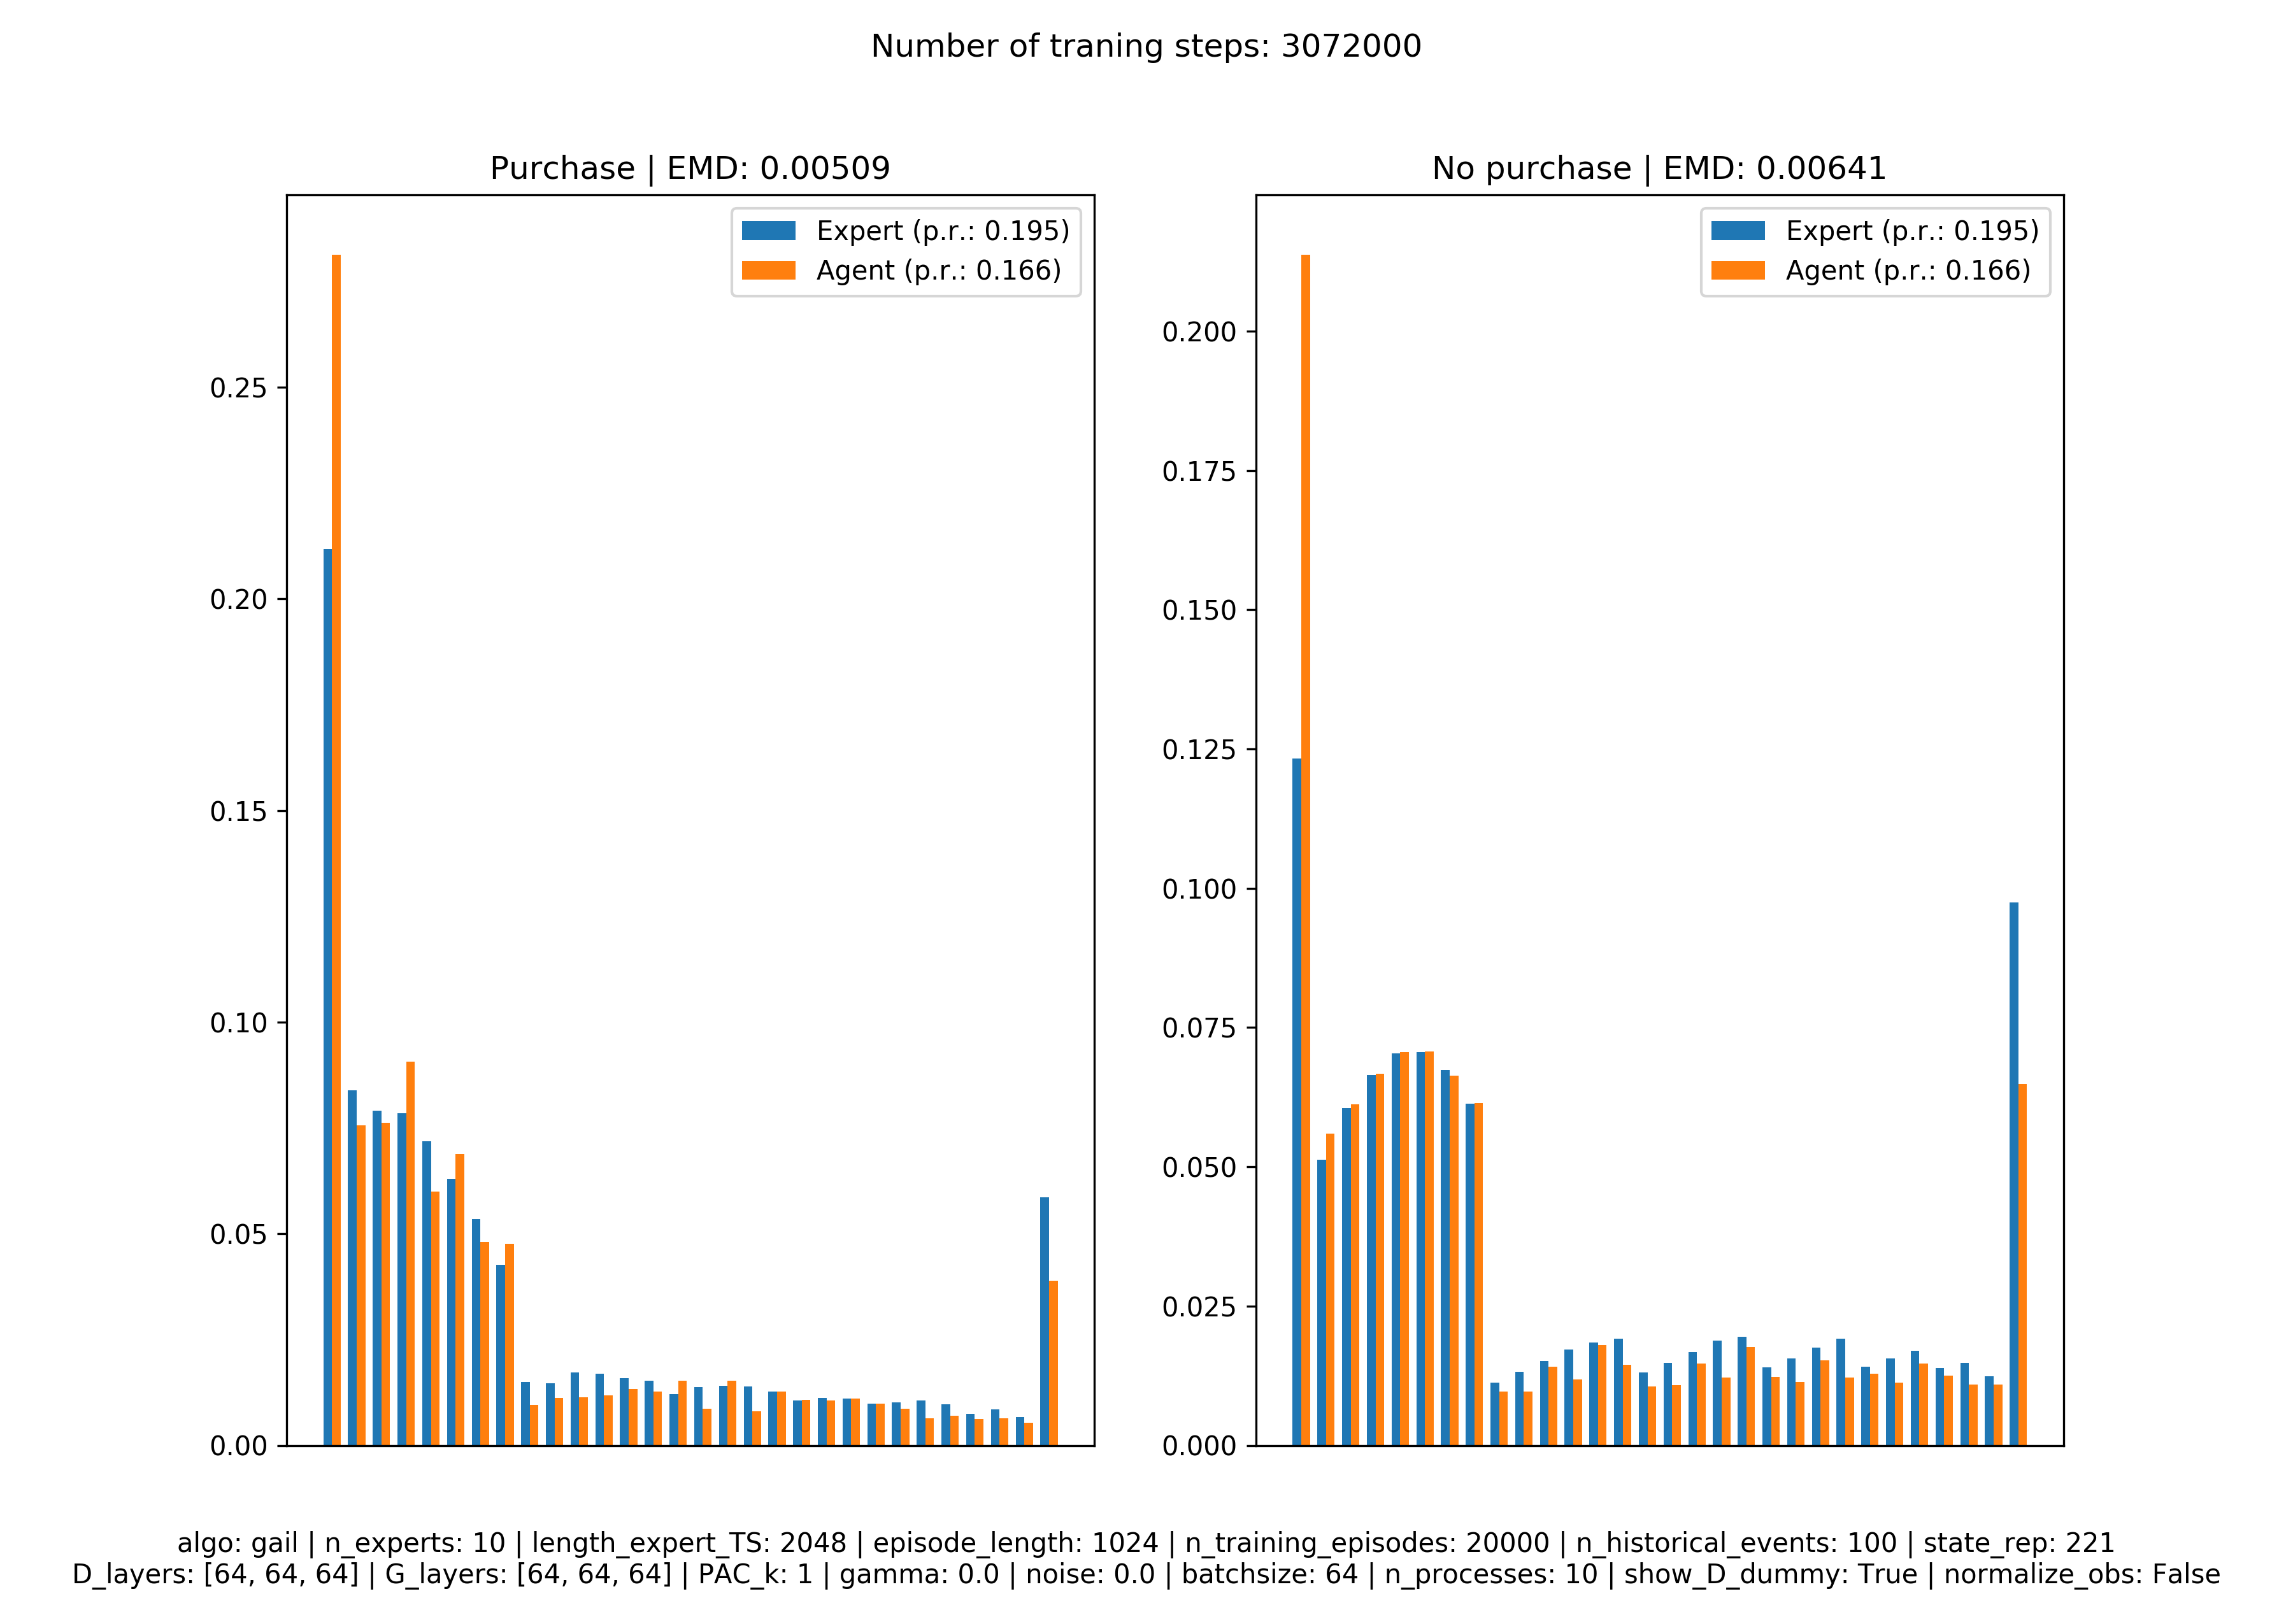 Number of traning steps: 3072000
Purchase | EMD: 0.00509
Expert (p.r.: 0.195)
Agent (p.r.: 0.166)
0.25
0.20
0.15
0.10
0.05
0.00
No purchase | EMD: 0.00641
Expert (p.r.: 0.195)
Agent (p.r.: 0.166)
0.200
0.175
0.150
0.125
0.100
0.075
0.050
0.025
0.000
algo: gail | n_experts: 10 | length_expert_TS: 2048 | episode_length: 1024 | n_training_episodes: 20000 | n_historical_events: 100 | state_rep: 221
D_layers: [64, 64, 64] | G_layers: [64, 64, 64] | PAC_k: 1 | gamma: 0.0 | noise: 0.0 | batchsize: 64 | n_processes: 10 | show_D_dummy: True | normalize_obs: False